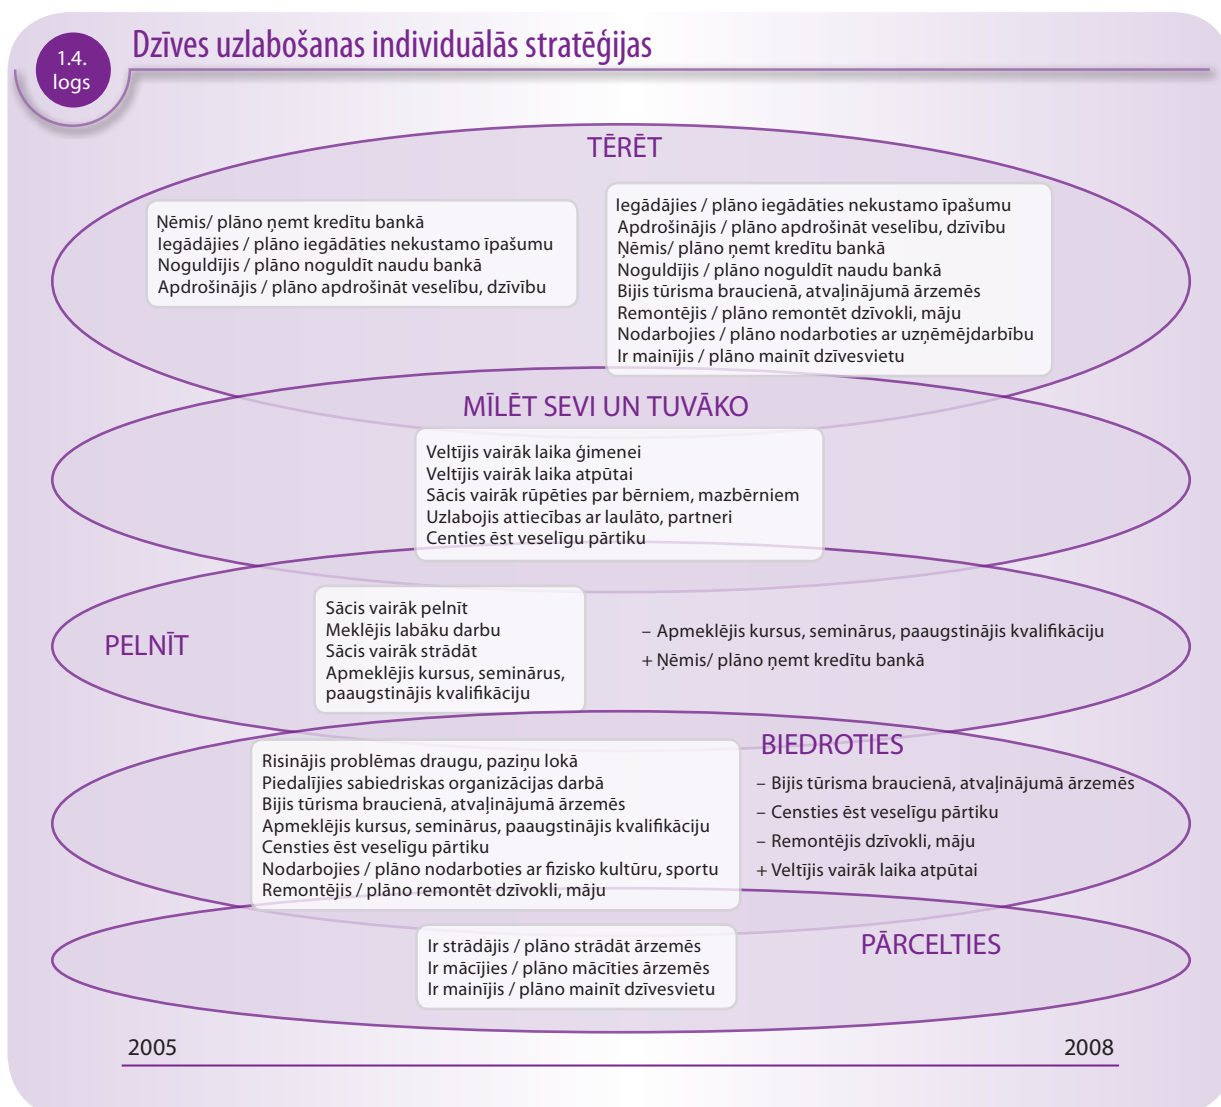 1.4.
logs
Dzīves uzlabošanas individuālās stratēģijas
TĒRĒT
Ņēmis/ plāno ņemt kredītu bankā
Iegādājies / plāno iegādāties nekustamo īpašumu
Noguldījis / plāno noguldīt naudu bankā
Apdrošinājis / plāno apdrošināt veselību, dzīvību
Iegādājies / plāno iegādāties nekustamo īpašumu
Apdrošinājis / plāno apdrošināt veselību, dzīvību
Ņēmis/ plāno ņemt kredītu bankā
Noguldījis / plāno noguldīt naudu bankā
Bijis tūrisma braucienā, atvaļinājumā ārzemēs
Remontējis / plāno remontēt dzīvokli, māju
Nodarbojies / plāno nodarboties ar uzņēmējdarbību
Ir mainījis / plāno mainīt dzīvesvietu
MĪLĒT SEVI UN TUVĀKO
Veltījis vairāk laika ģimenei
Veltījis vairāk laika atpūtai
Sācis vairāk rūpēties par bērniem, mazbērniem
Uzlabojis attiecības ar laulāto, partneri
Centies ēst veselīgu pārtiku
PELNĪT
Sācis vairāk pelnīt
Meklējis labāku darbu
Sācis vairāk strādāt
Apmeklējis kursus, seminārus,
paaugstinājis kvalifikāciju
– Apmeklējis kursus, seminārus, paaugstinājis kvalifikāciju
+ Ņēmis/ plāno ņemt kredītu bankā
BIEDROTIES
Risinājis problēmas draugu, paziņu lokā
Piedalījies sabiedriskas organizācijas darbā
Bijis tūrisma braucienā, atvaļinājumā ārzemēs
Apmeklējis kursus, seminārus, paaugstinājis kvalifikāciju
Censties ēst veselīgu pārtiku
Nodarbojies / plāno nodarboties ar fizisko kultūru, sportu
Remontējis / plāno remontēt dzīvokli, māju
– Bijis tūrisma braucienā, atvaļinājumā ārzemēs
– Censties ēst veselīgu pārtiku
– Remontējis dzīvokli, māju
+ Veltījis vairāk laika atpūtai
PĀRCELTIES
Ir strādājis / plāno strādāt ārzemēs
Ir mācījies / plāno mācīties ārzemēs
Ir mainījis / plāno mainīt dzīvesvietu
2005
2008